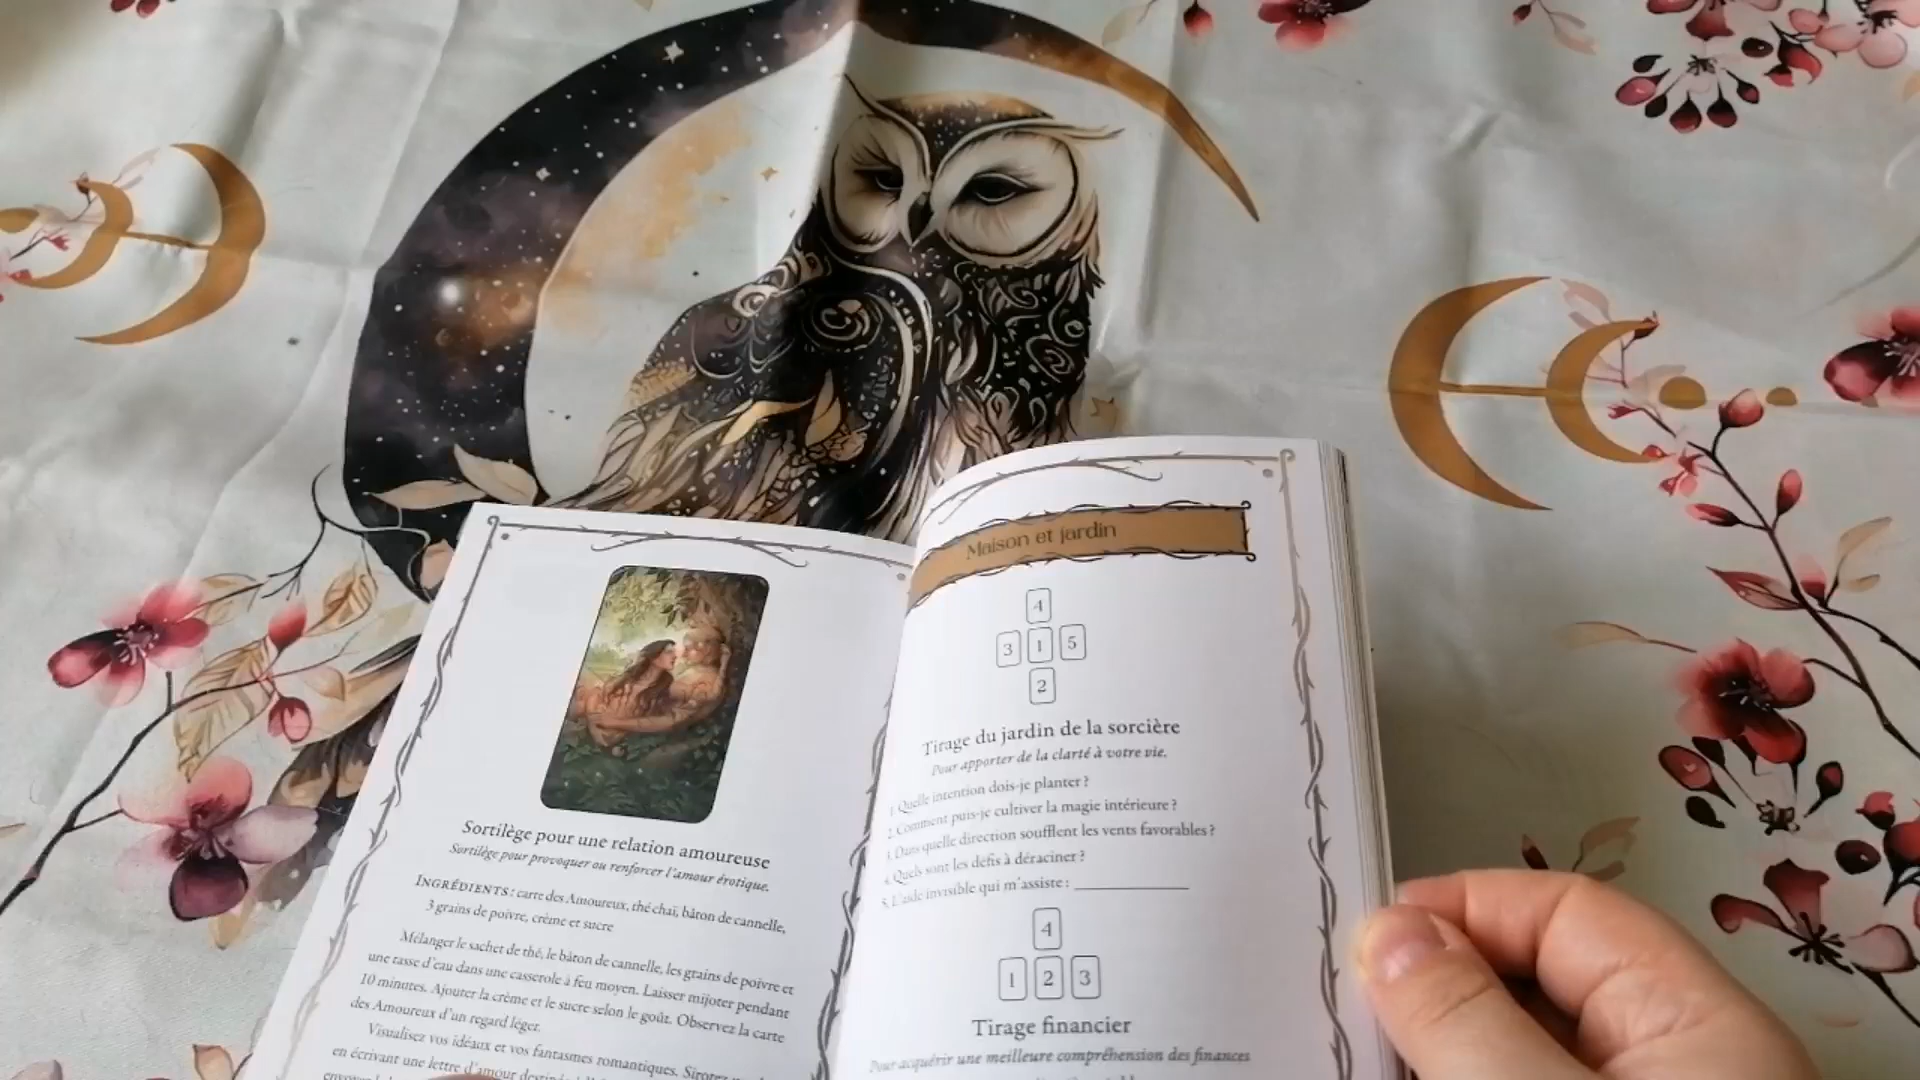 Sortilège pour une relation amoureuse
Sortilège pour provoquer ou renforcer l'amour érotique.
INGRÉDIENTS : carte des Amoureux, thé chaï, bâton de cannelle,
3 grains de poivre, crème et sucre
Mélanger le sachet de thé, le bâton de cannelle, les grains de poivre et
une tasse d'eau dans une casserole à feu moyen. Laisser mijoter pendant
10 minutes. Ajouter la crème et le sucre selon le goût. Observez la carte
des Amoureux d'un regard léger.
Visualisez vos idéaux et vos fantasmes romantiques. Sirotez
en écrivant une lettre d'amour
Maison et jardin
4
3 1 5
2
Tirage du jardin de la sorcière
Pour apporter de la clarté à votre vie.
1. Quelle intention dois-je planter ?
2. Comment puis-je cultiver la magie intérieure ?
3. Dans quelle direction soufflent les vents favorables ?
4. Quels sont les défis à déraciner ?
5. L'aide invisible qui m'assiste : ____________
4
1 2 3
Tirage financier
Pour acquérir une meilleure compréhension des finances